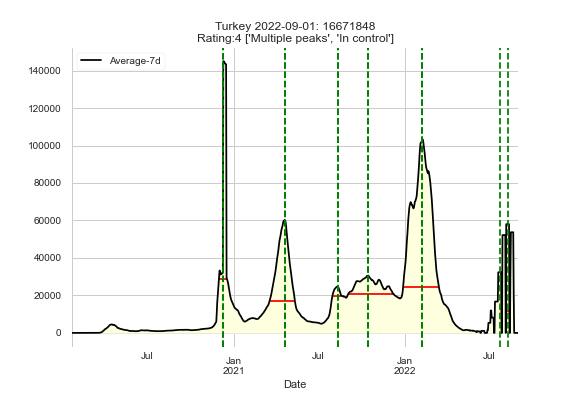 Turkey 2022-09-01: 16671848
Rating:4 ['Multiple peaks', 'In control']
Average-7d
140000
120000
100000
80000
60000
40000
20000
0
Jul
Jan
2021
Jul
Jan
2022
Jul
Date